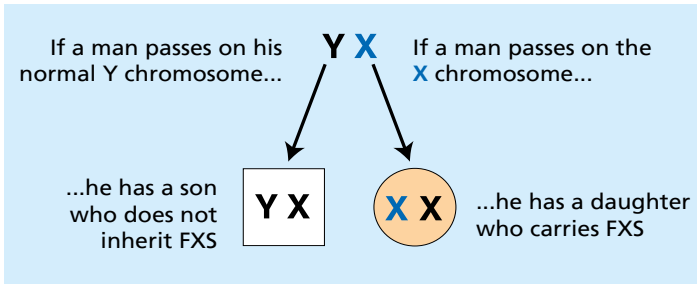 If a man passes on his
normal Y chromosome...
Y X
If a man passes on the
X chromosome...
...he has a son
who does not
inherit FXS
Y X
X X
...he has a daughter
who carries FXS